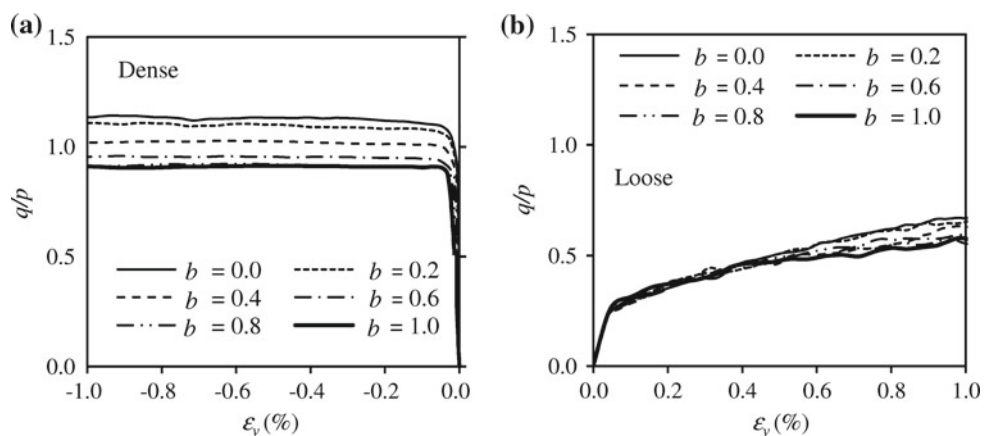 (a)
1.5
Dense
1.0
q/p
0.5
b = 0.0
b = 0.2
b = 0.4
b = 0.6
b = 0.8
b = 1.0
0.0
-1.0 -0.8 -0.6 -0.4 -0.2 0.0
εv(%)
(b)
1.5
b = 0.0
b = 0.2
b = 0.4
b = 0.6
b = 0.8
b = 1.0
1.0
q/p
Loose
0.5
0.0
0.0 0.2 0.4 0.6 0.8 1.0
εv(%)